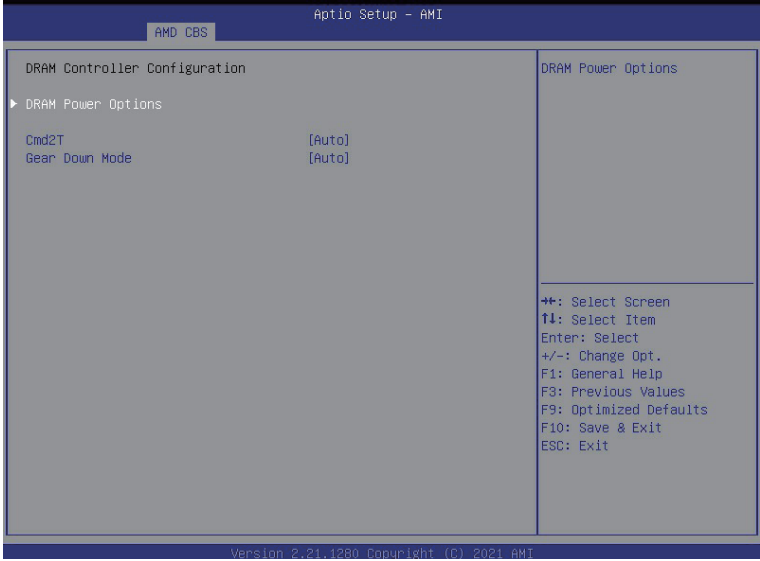 Aptio Setup - AMI
AMD CBS
DRAM Controller Configuration
DRAM Power Options
Cmd2T [Auto]
Gear Down Mode [Auto]
DRAM Power Options
→←: Select Screen
↑↓: Select Item
Enter: Select
+/-: Change Opt.
F1: General Help
F3: Previous Values
F9: Optimized Defaults
F10: Save & Exit
ESC: Exit
Version 2.21.1280 Copyright (C) 2021 AMI